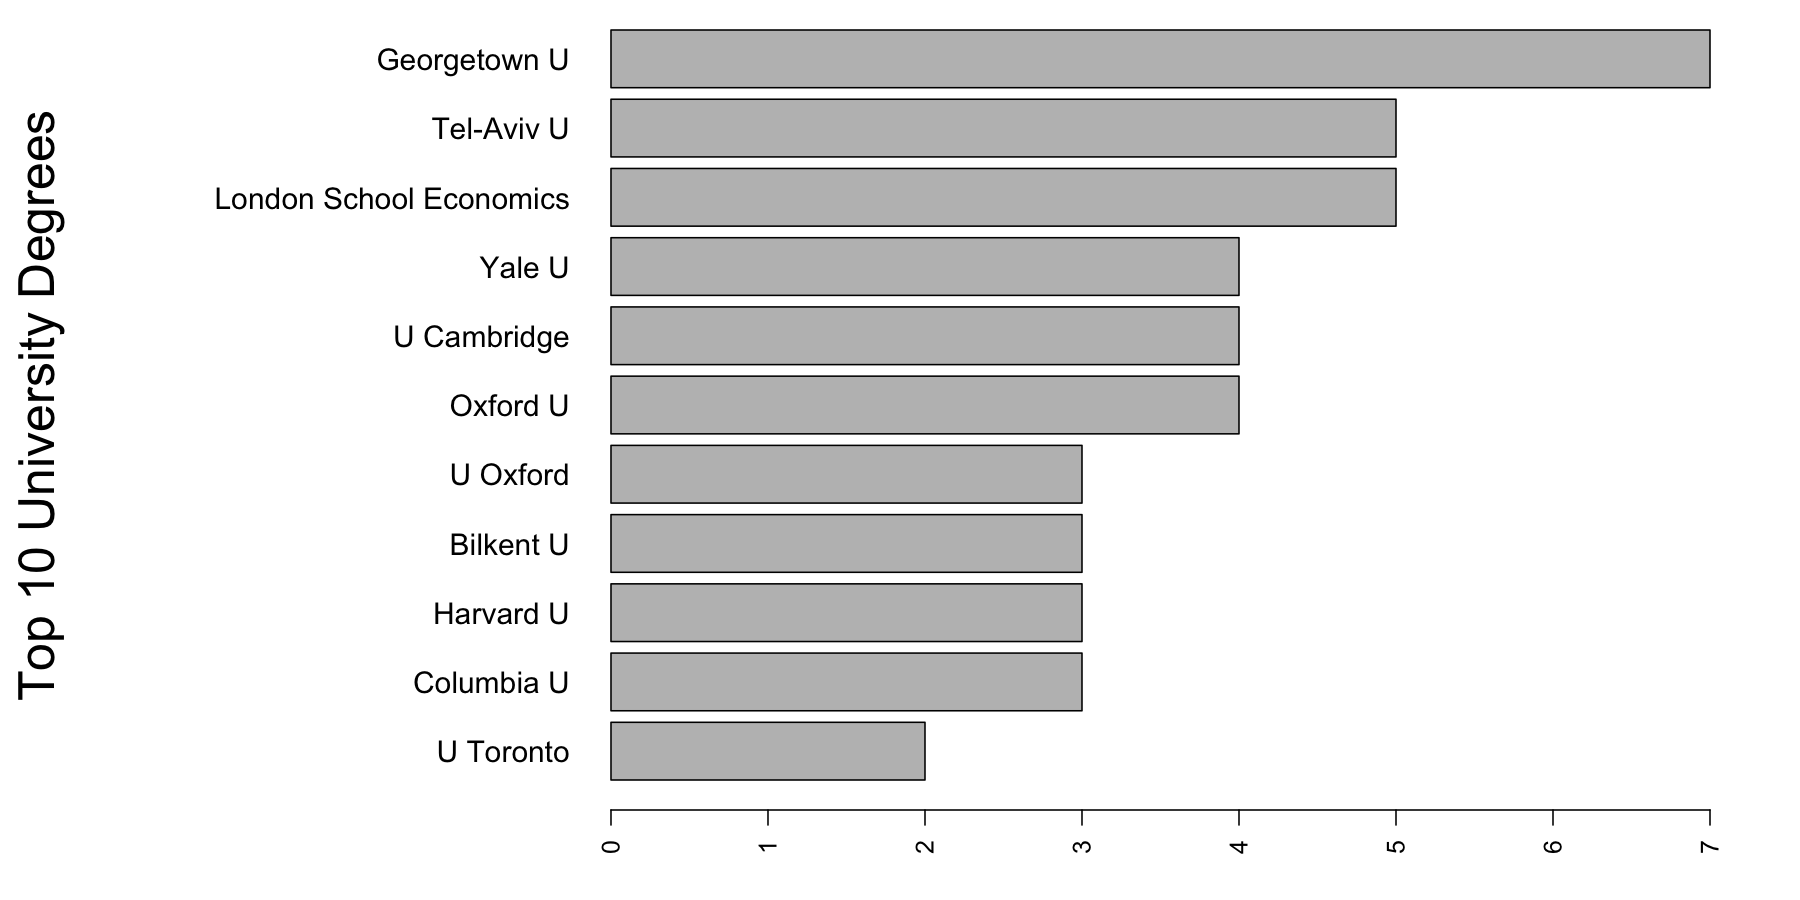 Top 10 University Degrees
Georgetown U
Tel-Aviv U
London School Economics
Yale U
U Cambridge
Oxford U
U Oxford
Bilkent U
Harvard U
Columbia U
U Toronto
0 1 2 3 4 5 6 7